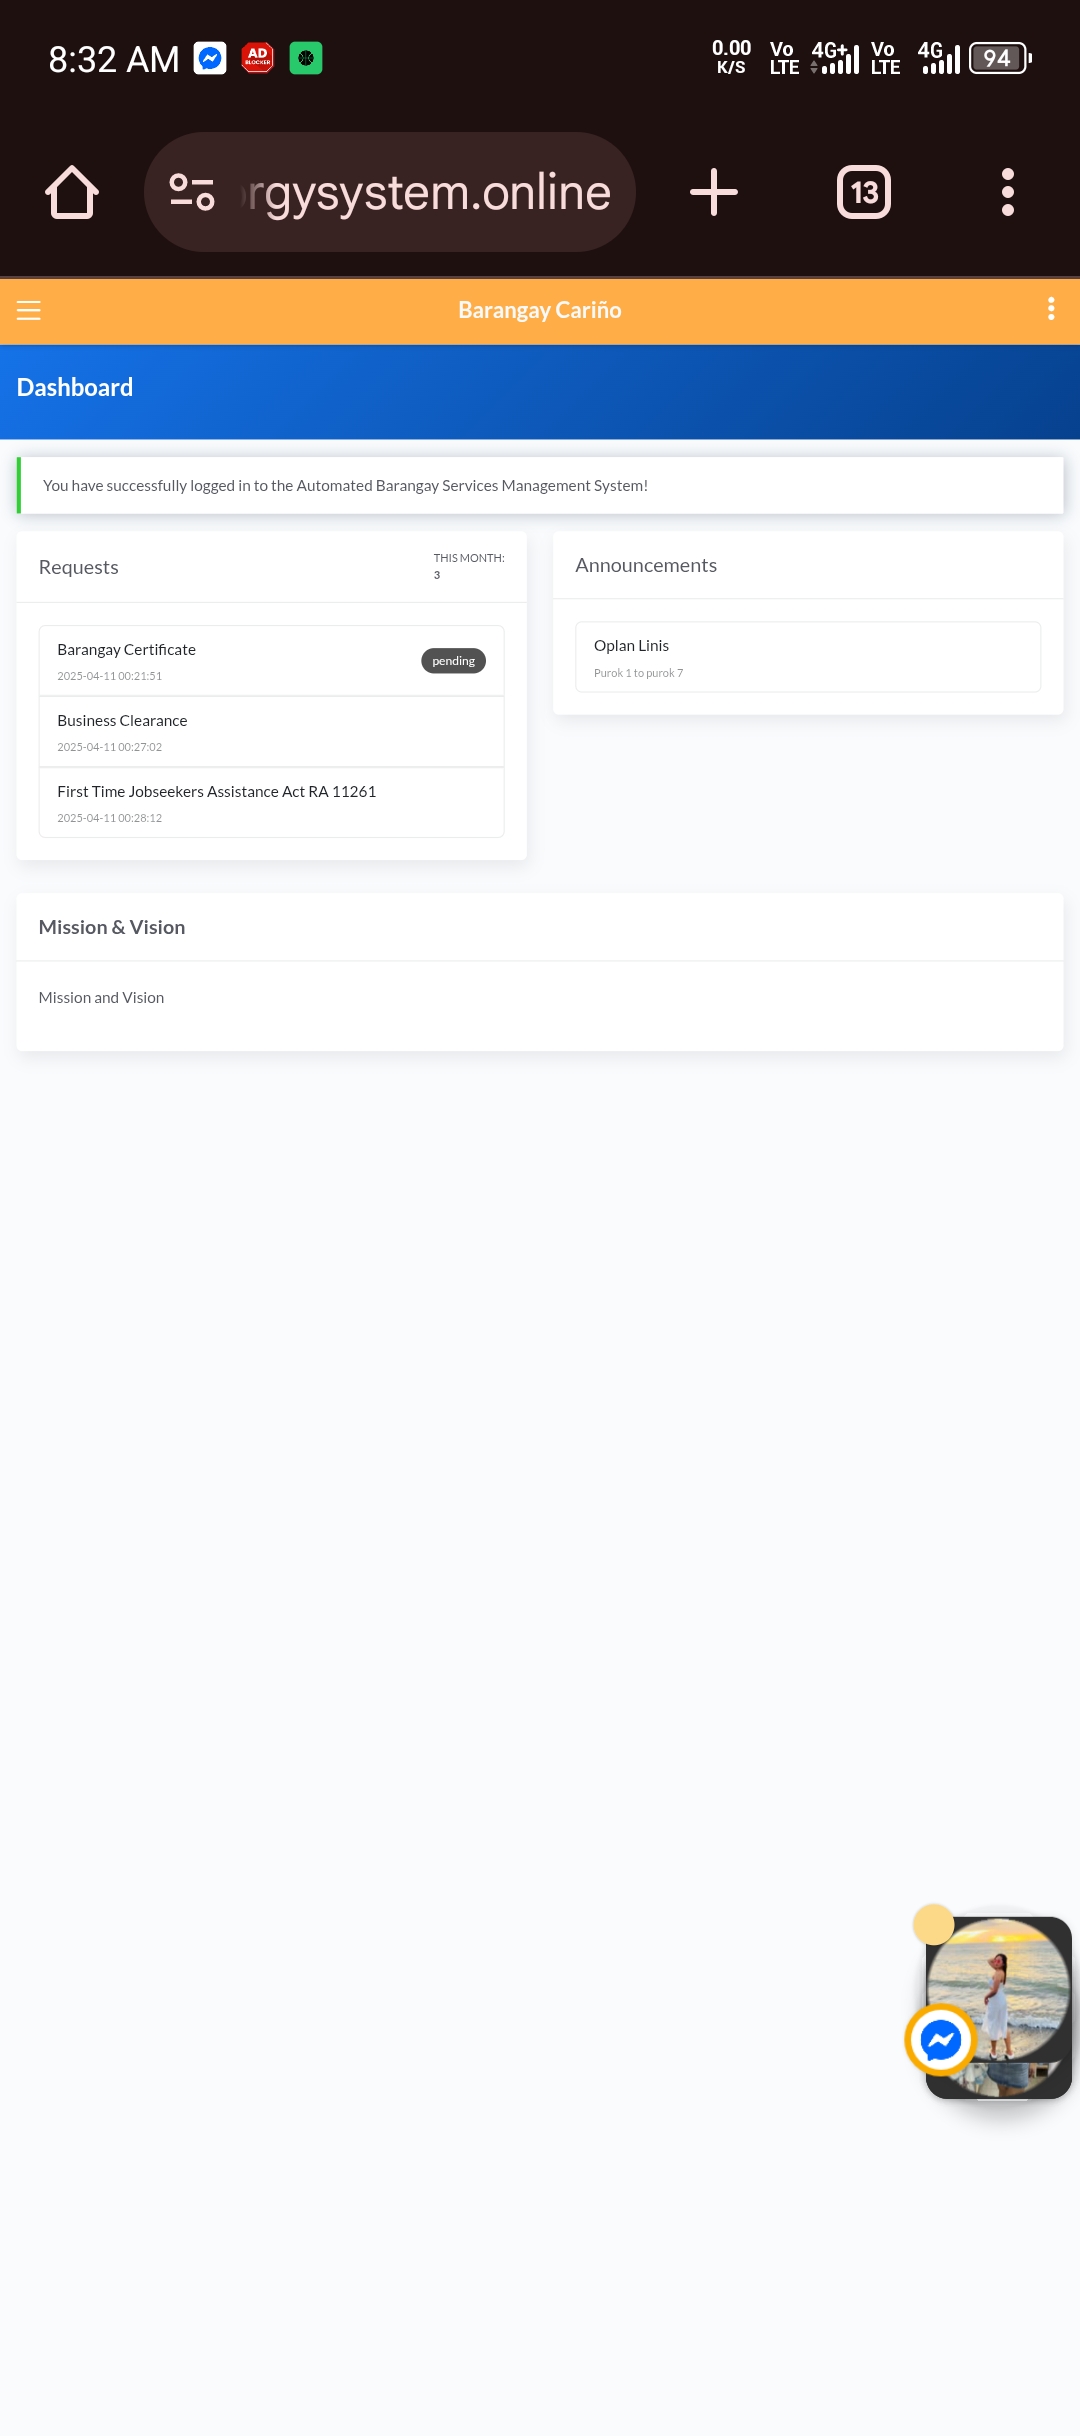 8:32 AM
AD
BLOCKER
0.00
K/S
Vo
LTE
4G+
Vo
LTE
4G
94
rgysystem.online
13
Barangay Cariño
Dashboard
You have successfully logged in to the Automated Barangay Services Management System!
Requests
THIS MONTH:
3
Barangay Certificate
2025-04-11 00:21:51
pending
Business Clearance
2025-04-11 00:27:02
First Time Jobseekers Assistance Act RA 11261
2025-04-11 00:28:12
Announcements
Oplan Linis
Purok 1 to purok 7
Mission & Vision
Mission and Vision